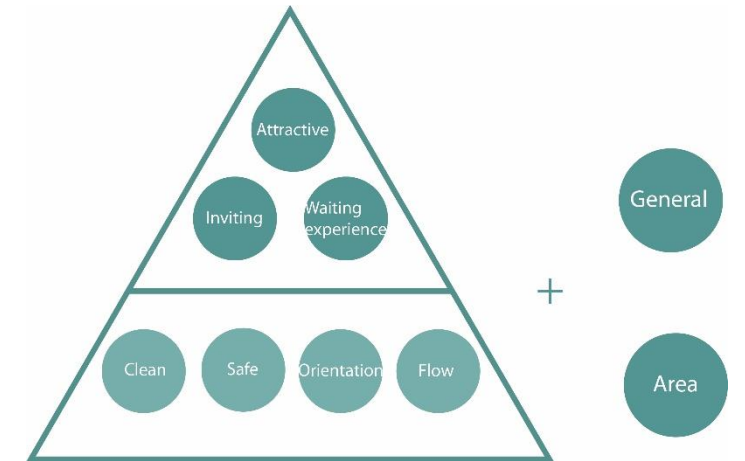 Attractive
Inviting
Waiting
experience
General
+
Clean
Safe
Orientation
Flow
Area